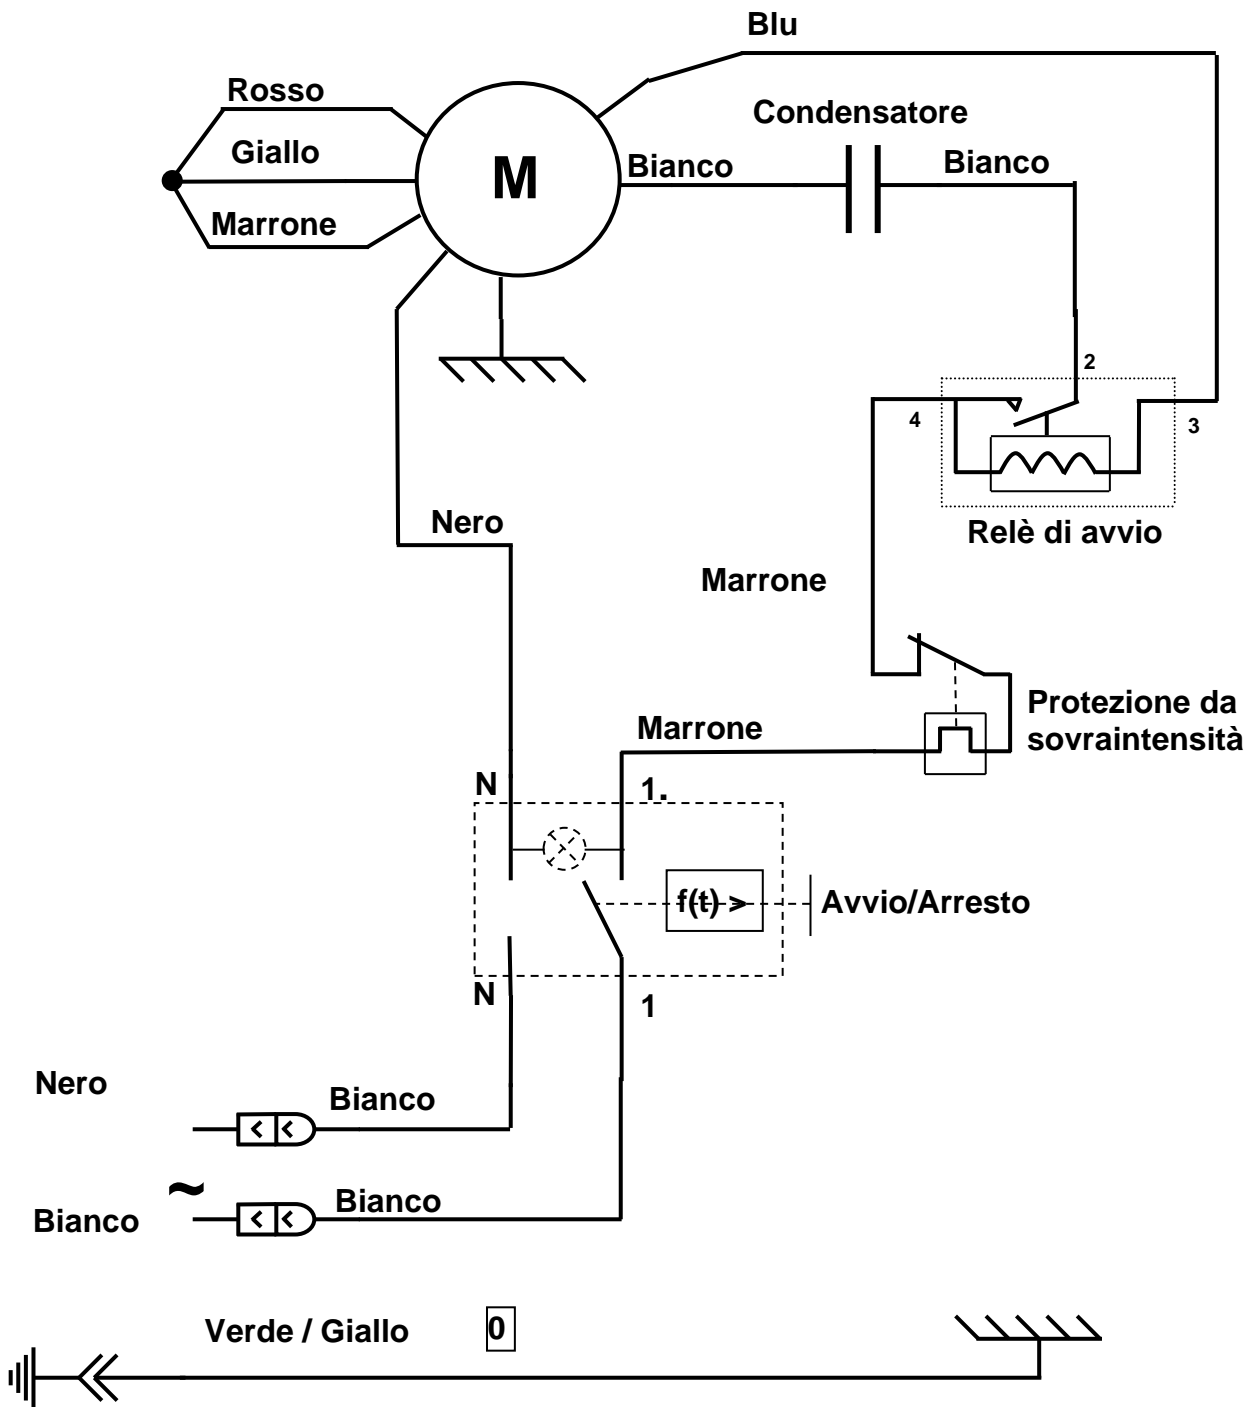 Blu
Rosso
Condensatore
Giallo
M
Bianco
Bianco
Marrone
2
4
3
Nero
Relè di avvio
Marrone
Protezione da
sovraintensità
Marrone
N
1.
f(t) >
Avvio/Arresto
N
1
Nero
Bianco
~
Bianco
Bianco
Verde / Giallo
0